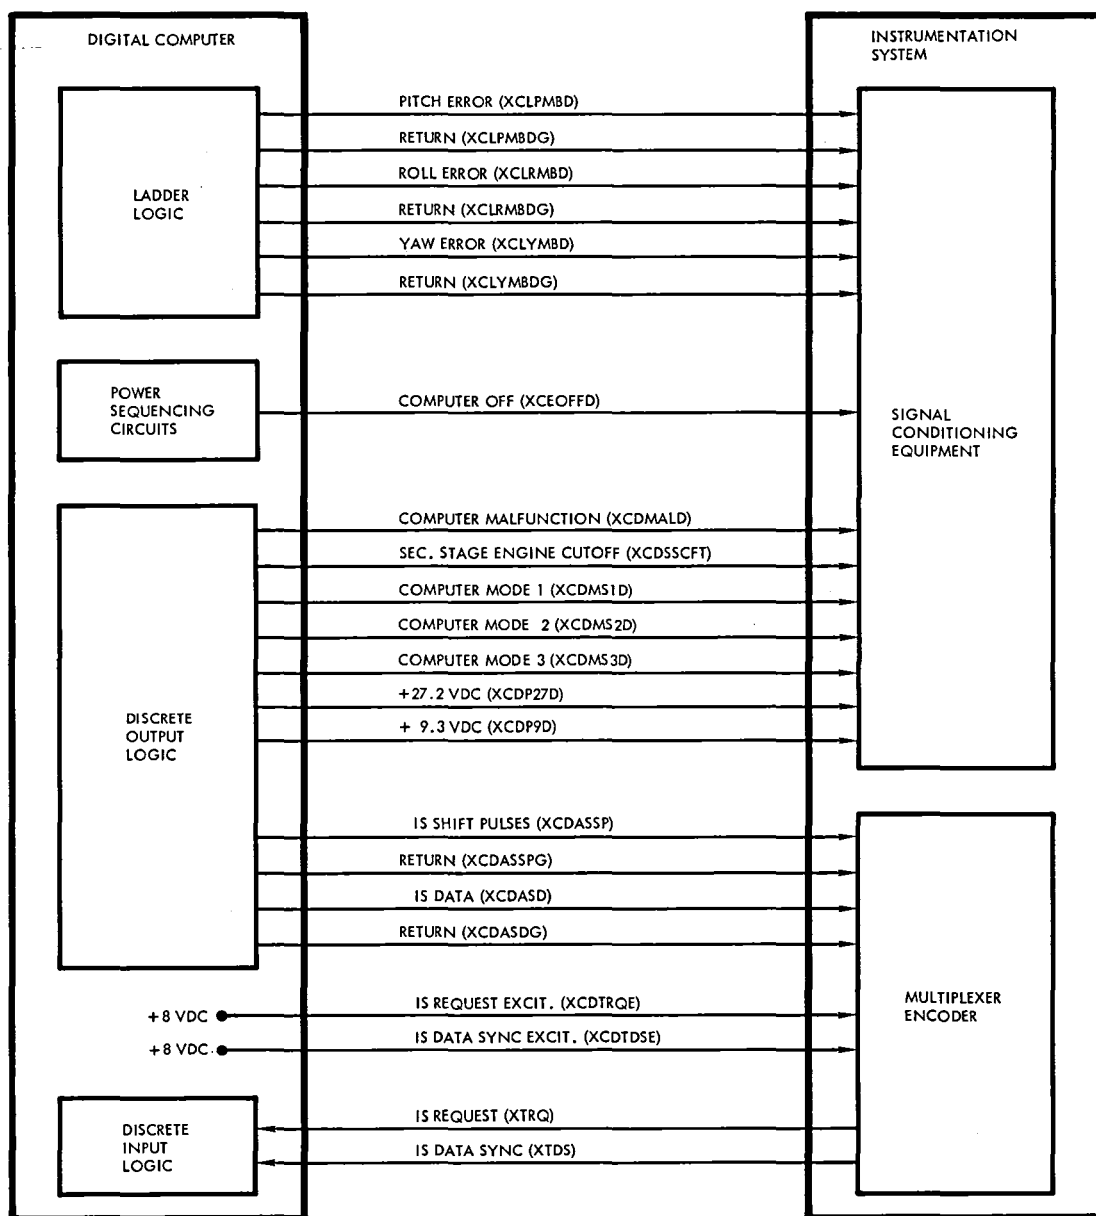 DIGITAL COMPUTER
INSTRUMENTATION
SYSTEM
LADDER
LOGIC
PITCH ERROR (XCLPMBD)
RETURN (XCLPMBDG)
ROLL ERROR (XCLRMBD)
RETURN (XCLRMBDG)
YAW ERROR (XCLYMBD)
RETURN (XCLYMBDG)
POWER
SEQUENCING
CIRCUITS
COMPUTER OFF (XCEOFFD)
SIGNAL
CONDITIONING
EQUIPMENT
COMPUTER MALFUNCTION (XCDMALD)
SEC. STAGE ENGINE CUTOFF (XCDSSCFT)
COMPUTER MODE 1 (XCDMS1D)
COMPUTER MODE 2 (XCDMS2D)
COMPUTER MODE 3 (XCDMS3D)
+27.2 VDC (XCDP27D)
+ 9.3 VDC (XCDP9D)
DISCRETE
OUTPUT
LOGIC
IS SHIFT PULSES (XCDASSP)
RETURN (XCDASSPG)
IS DATA (XCDASD)
RETURN (XCDASDG)
+8 VDC
IS REQUEST EXCIT. (XCDTRQE)
+8 VDC
IS DATA SYNC EXCIT. (XCDTDSE)
MULTIPLEXER
ENCODER
DISCRETE
INPUT
LOGIC
IS REQUEST (XTRQ)
IS DATA SYNC (XTDS)